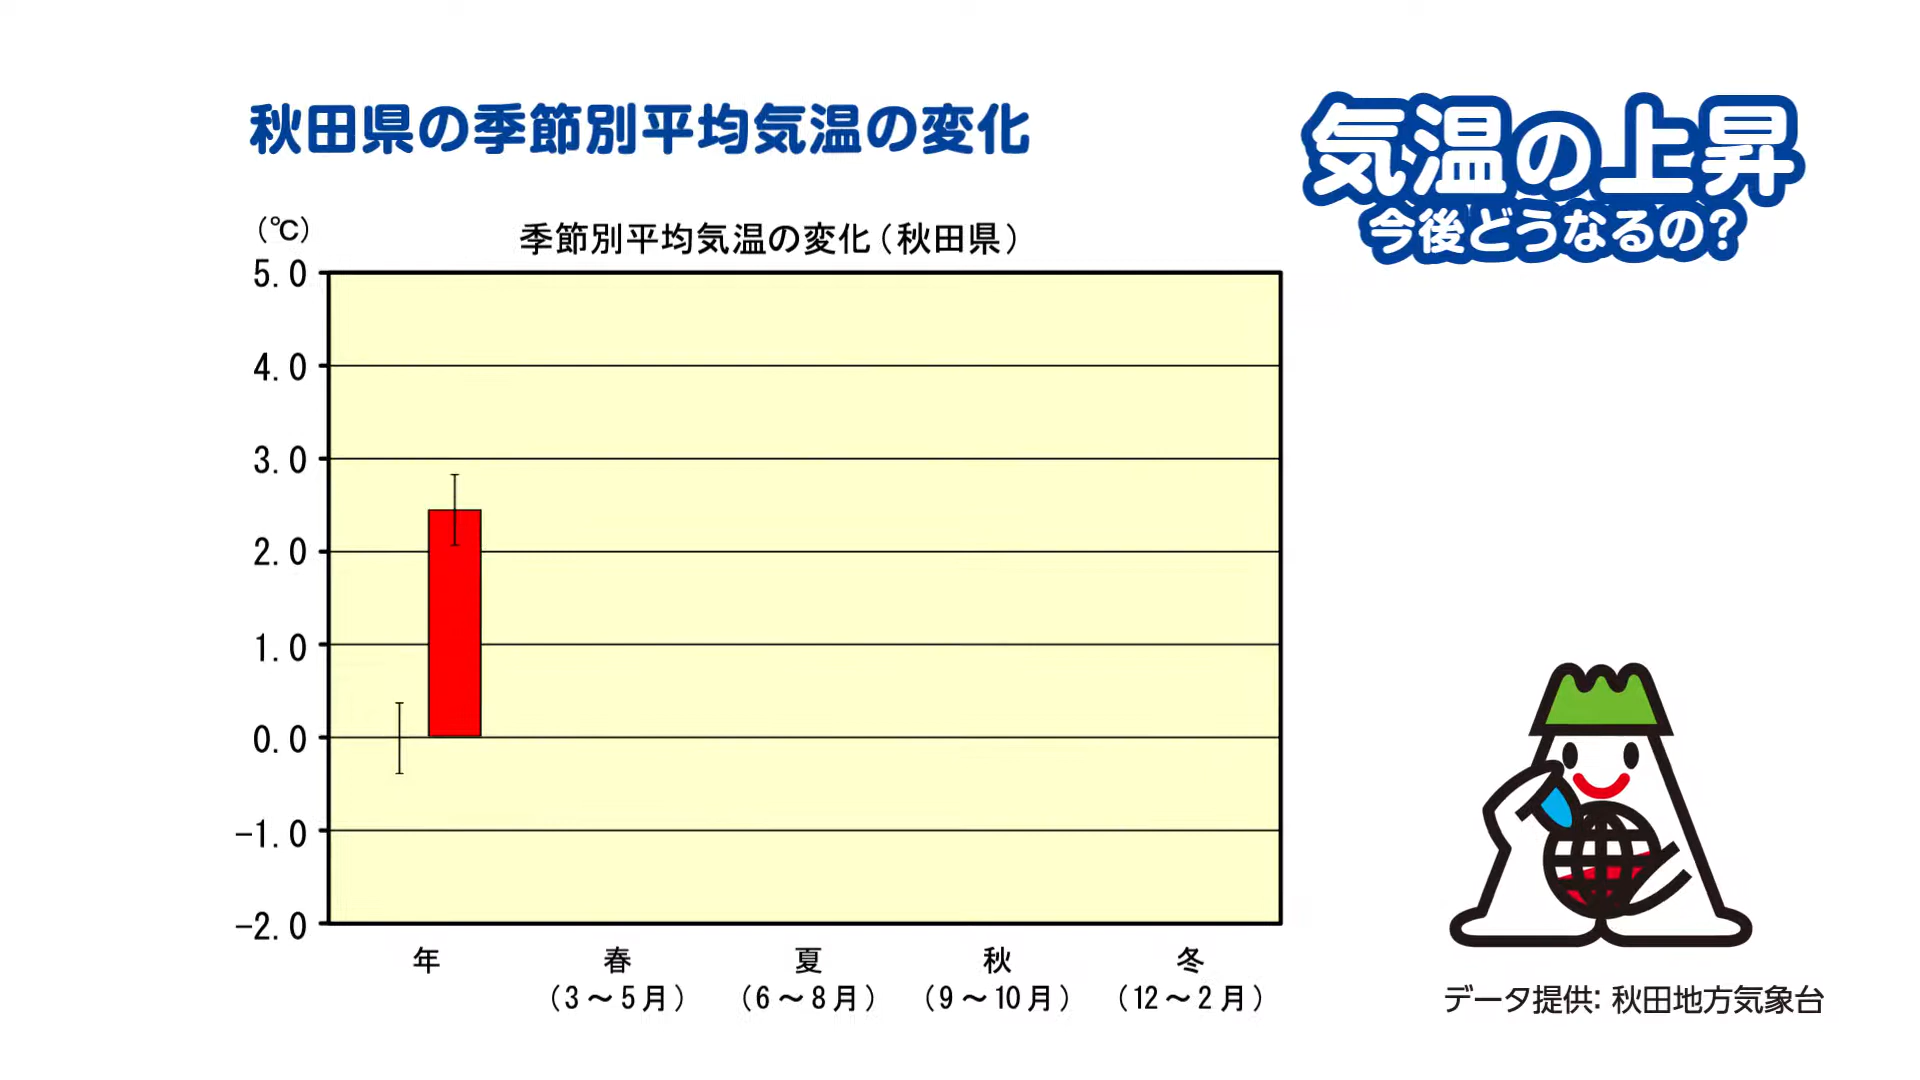 秋田県の季節別平均気温の変化
気温の上昇
今後どうなるの?
(℃)
季節別平均気温の変化(秋田県)
5.0
4.0
3.0
2.0
1.0
0.0
-1.0
-2.0
年
春
夏
秋
冬
(3～5月)
(6～8月)
(9～10月)
(12～2月)
データ提供: 秋田地方気象台